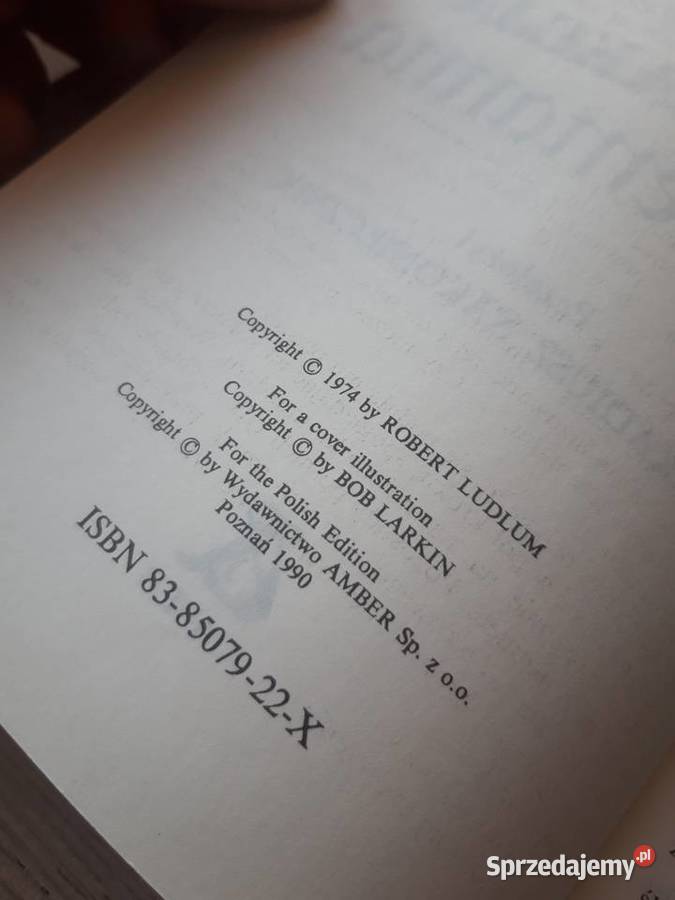 Copyright © 1974 by ROBERT LUDLUM
For a cover illustration
Copyright © by BOB LARKIN
For the Polish Edition
Copyright © by Wydawnictwo AMBER Sp. z o.o.
Poznań 1990
ISBN 83-85079-22-X
Sprzedajemy.pl